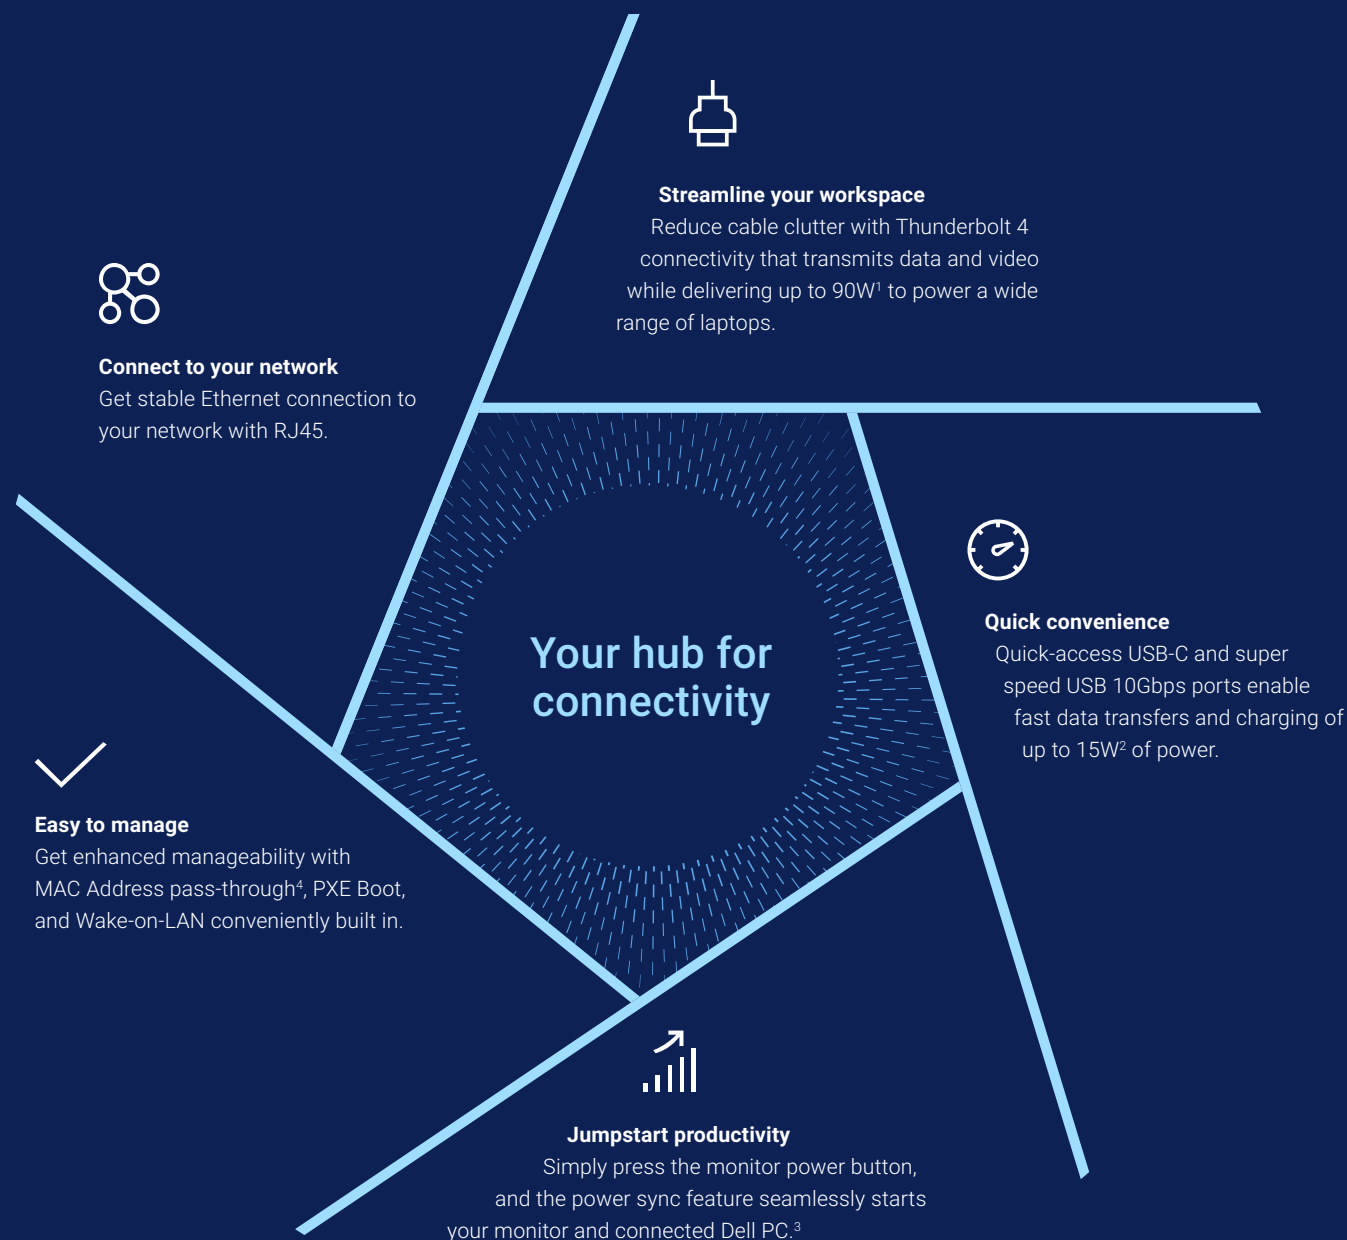 Streamline your workspace
Reduce cable clutter with Thunderbolt 4
connectivity that transmits data and video
while delivering up to 90W¹ to power a wide
range of laptops.
Connect to your network
Get stable Ethernet connection to
your network with RJ45.
Your hub for
connectivity
Quick convenience
Quick-access USB-C and super
speed USB 10Gbps ports enable
fast data transfers and charging of
up to 15W² of power.
Easy to manage
Get enhanced manageability with
MAC Address pass-through⁴, PXE Boot,
and Wake-on-LAN conveniently built in.
Jumpstart productivity
Simply press the monitor power button,
and the power sync feature seamlessly starts
your monitor and connected Dell PC.³